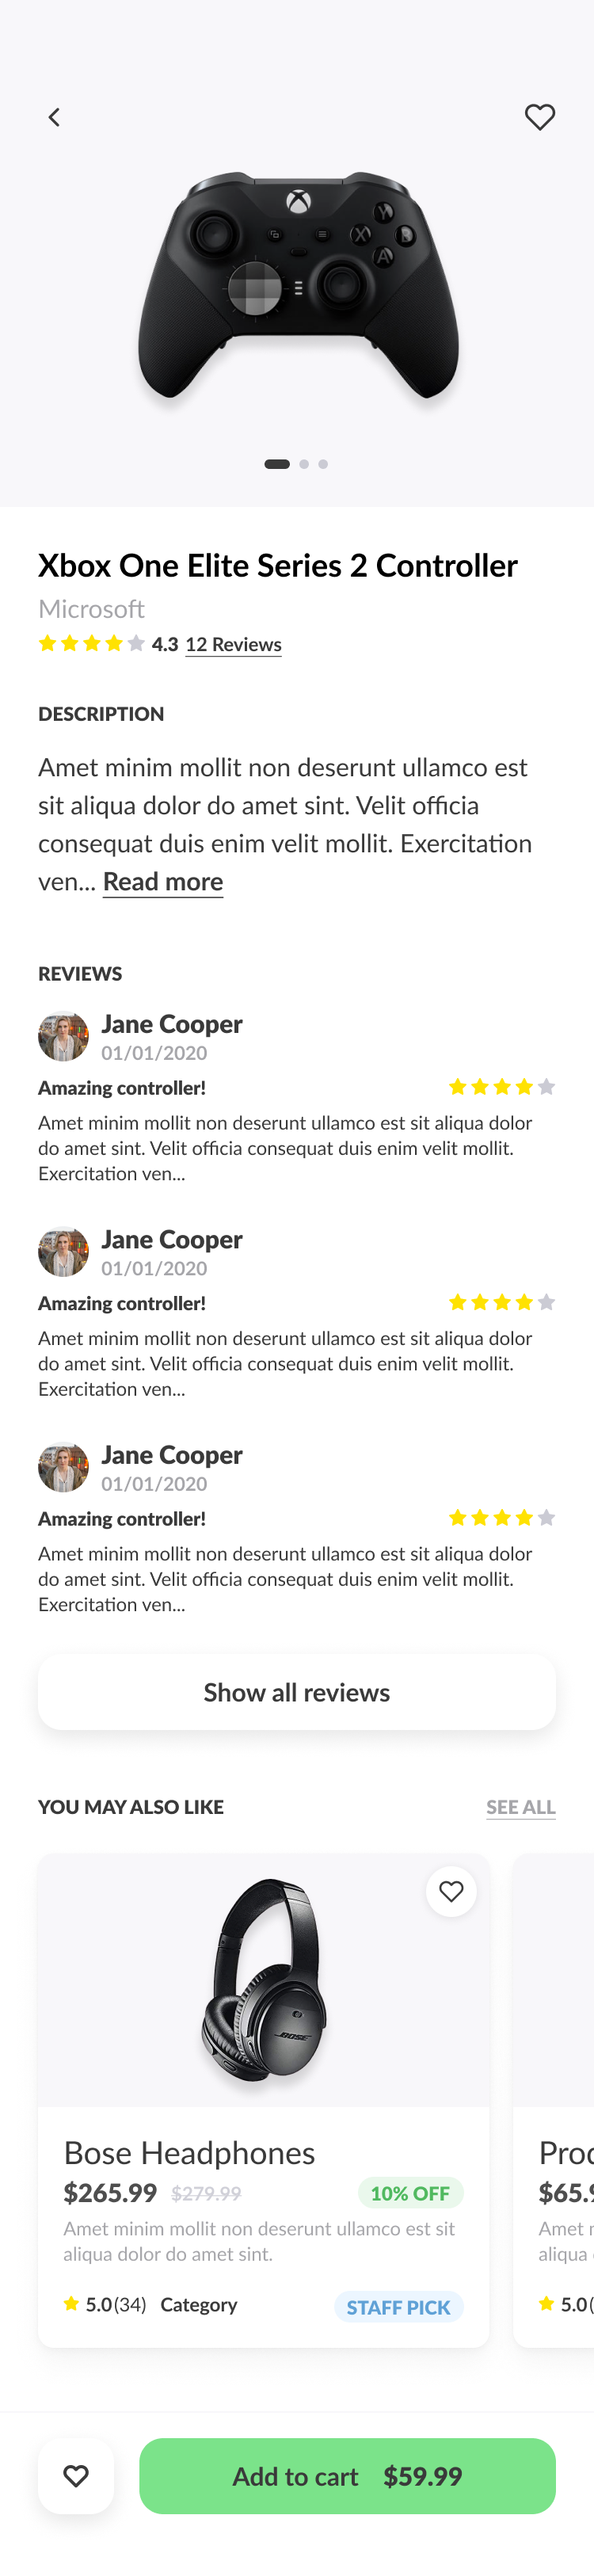 Y
X
B
A
Xbox One Elite Series 2 Controller
Microsoft
4.3 12 Reviews
DESCRIPTION
Amet minim mollit non deserunt ullamco est
sit aliqua dolor do amet sint. Velit officia
consequat duis enim velit mollit. Exercitation
ven... Read more
REVIEWS
Jane Cooper
01/01/2020
Amazing controller!
Amet minim mollit non deserunt ullamco est sit aliqua dolor
do amet sint. Velit officia consequat duis enim velit mollit.
Exercitation ven...
Jane Cooper
01/01/2020
Amazing controller!
Amet minim mollit non deserunt ullamco est sit aliqua dolor
do amet sint. Velit officia consequat duis enim velit mollit.
Exercitation ven...
Jane Cooper
01/01/2020
Amazing controller!
Amet minim mollit non deserunt ullamco est sit aliqua dolor
do amet sint. Velit officia consequat duis enim velit mollit.
Exercitation ven...
Show all reviews
YOU MAY ALSO LIKE SEE ALL
BOSE
Bose Headphones
$265.99 $279.99 10% OFF
Amet minim mollit non deserunt ullamco est sit
aliqua dolor do amet sint.
5.0(34) Category STAFF PICK
Proc
$65.9
Amet r
aliqua
5.0(
Add to cart $59.99